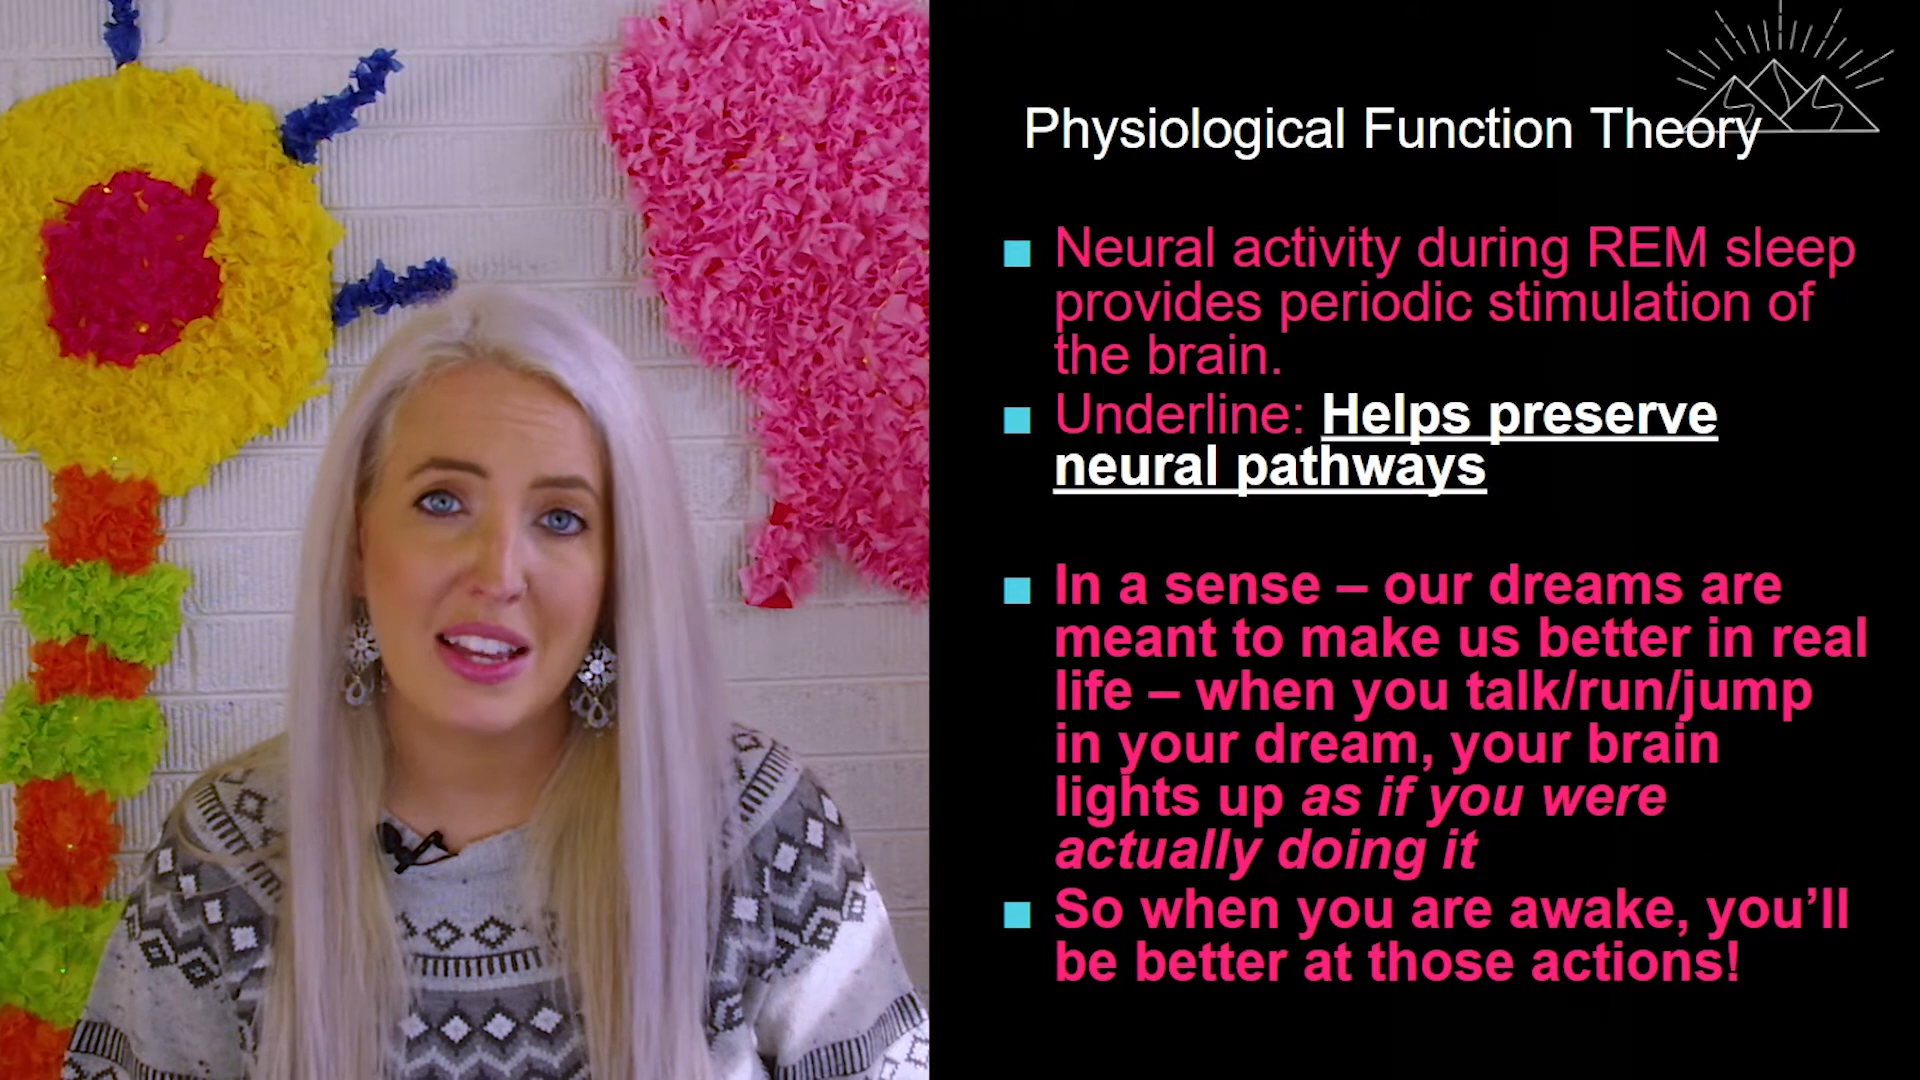 Physiological Function Theory
■ Neural activity during REM sleep
provides periodic stimulation of
the brain.
■ Underline: Helps preserve
neural pathways
■ In a sense – our dreams are
meant to make us better in real
life – when you talk/run/jump
in your dream, your brain
lights up as if you were
actually doing it
■ So when you are awake, you’ll
be better at those actions!